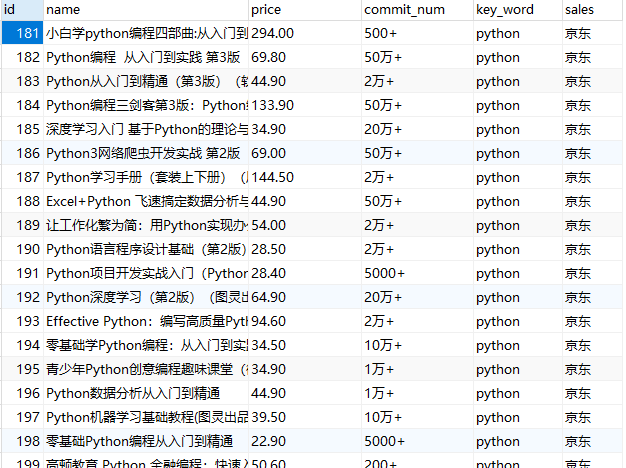 id name price commit_num key_word sales
181 小白学python编程四部曲:从入门到 294.00 500+ python 京东
182 Python编程 从入门到实践 第3版 69.80 50万+ python 京东
183 Python从入门到精通（第3版）（软 44.90 2万+ python 京东
184 Python编程三剑客第3版：Python编 133.90 50万+ python 京东
185 深度学习入门 基于Python的理论与 34.90 20万+ python 京东
186 Python3网络爬虫开发实战 第2版 69.00 50万+ python 京东
187 Python学习手册（套装上下册） 144.50 2万+ python 京东
188 Excel+Python 飞速搞定数据分析与 44.90 50万+ python 京东
189 让工作化繁为简：用Python实现办 54.00 2万+ python 京东
190 Python语言程序设计基础（第2版） 28.50 2万+ python 京东
191 Python项目开发实战入门（Python 28.40 5000+ python 京东
192 Python深度学习（第2版）（图灵出 64.90 20万+ python 京东
193 Effective Python：编写高质量Pyth 94.60 2万+ python 京东
194 零基础学Python编程：从入门到实 34.50 10万+ python 京东
195 青少年Python创意编程趣味课堂 34.90 1万+ python 京东
196 Python数据分析从入门到精通 44.90 1万+ python 京东
197 Python机器学习基础教程(图灵出品 39.50 10万+ python 京东
198 零基础Python编程从入门到精通 22.90 5000+ python 京东
199 高顿教育 Python 金融编程：快速入 50.60 200+ python 京东